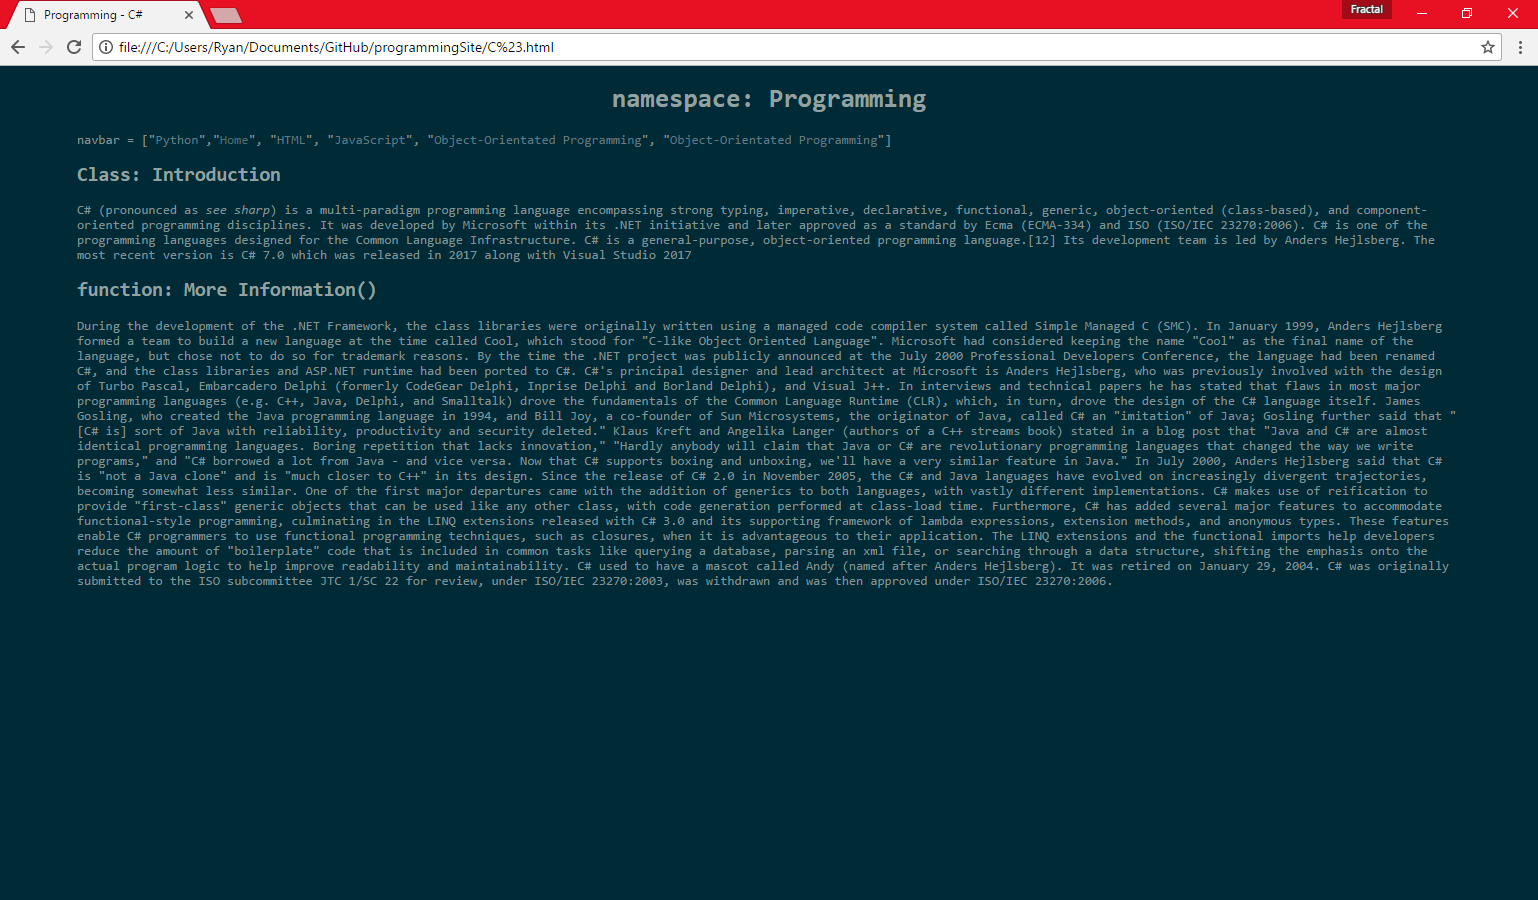 Programming - C#
Fractal
file:///C:/Users/Ryan/Documents/GitHub/programmingSite/C%23.html
namespace: Programming
navbar = ["Python","Home", "HTML", "JavaScript", "Object-Orientated Programming", "Object-Orientated Programming"]
Class: Introduction
C# (pronounced as see sharp) is a multi-paradigm programming language encompassing strong typing, imperative, declarative, functional, generic, object-oriented (class-based), and component-
oriented programming disciplines. It was developed by Microsoft within its .NET initiative and later approved as a standard by Ecma (ECMA-334) and ISO (ISO/IEC 23270:2006). C# is one of the
programming languages designed for the Common Language Infrastructure. C# is a general-purpose, object-oriented programming language.[12] Its development team is led by Anders Hejlsberg. The
most recent version is C# 7.0 which was released in 2017 along with Visual Studio 2017
function: More Information()
During the development of the .NET Framework, the class libraries were originally written using a managed code compiler system called Simple Managed C (SMC). In January 1999, Anders Hejlsberg
formed a team to build a new language at the time called Cool, which stood for "C-like Object Oriented Language". Microsoft had considered keeping the name "Cool" as the final name of the
language, but chose not to do so for trademark reasons. By the time the .NET project was publicly announced at the July 2000 Professional Developers Conference, the language had been renamed
C#, and the class libraries and ASP.NET runtime had been ported to C#. C#'s principal designer and lead architect at Microsoft is Anders Hejlsberg, who was previously involved with the design
of Turbo Pascal, Embarcadero Delphi (formerly CodeGear Delphi, Inprise Delphi and Borland Delphi), and Visual J++. In interviews and technical papers he has stated that flaws in most major
programming languages (e.g. C++, Java, Delphi, and Smalltalk) drove the fundamentals of the Common Language Runtime (CLR), which, in turn, drove the design of the C# language itself. James
Gosling, who created the Java programming language in 1994, and Bill Joy, a co-founder of Sun Microsystems, the originator of Java, called C# an "imitation" of Java; Gosling further said that "
[C# is] sort of Java with reliability, productivity and security deleted." Klaus Kreft and Angelika Langer (authors of a C++ streams book) stated in a blog post that "Java and C# are almost
identical programming languages. Boring repetition that lacks innovation," "Hardly anybody will claim that Java or C# are revolutionary programming languages that changed the way we write
programs," and "C# borrowed a lot from Java - and vice versa. Now that C# supports boxing and unboxing, we'll have a very similar feature in Java." In July 2000, Anders Hejlsberg said that C#
is "not a Java clone" and is "much closer to C++" in its design. Since the release of C# 2.0 in November 2005, the C# and Java languages have evolved on increasingly divergent trajectories,
becoming somewhat less similar. One of the first major departures came with the addition of generics to both languages, with vastly different implementations. C# makes use of reification to
provide "first-class" generic objects that can be used like any other class, with code generation performed at class-load time. Furthermore, C# has added several major features to accommodate
functional-style programming, culminating in the LINQ extensions released with C# 3.0 and its supporting framework of lambda expressions, extension methods, and anonymous types. These features
enable C# programmers to use functional programming techniques, such as closures, when it is advantageous to their application. The LINQ extensions and the functional imports help developers
reduce the amount of "boilerplate" code that is included in common tasks like querying a database, parsing an xml file, or searching through a data structure, shifting the emphasis onto the
actual program logic to help improve readability and maintainability. C# used to have a mascot called Andy (named after Anders Hejlsberg). It was retired on January 29, 2004. C# was originally
submitted to the ISO subcommittee JTC 1/SC 22 for review, under ISO/IEC 23270:2003, was withdrawn and was then approved under ISO/IEC 23270:2006.